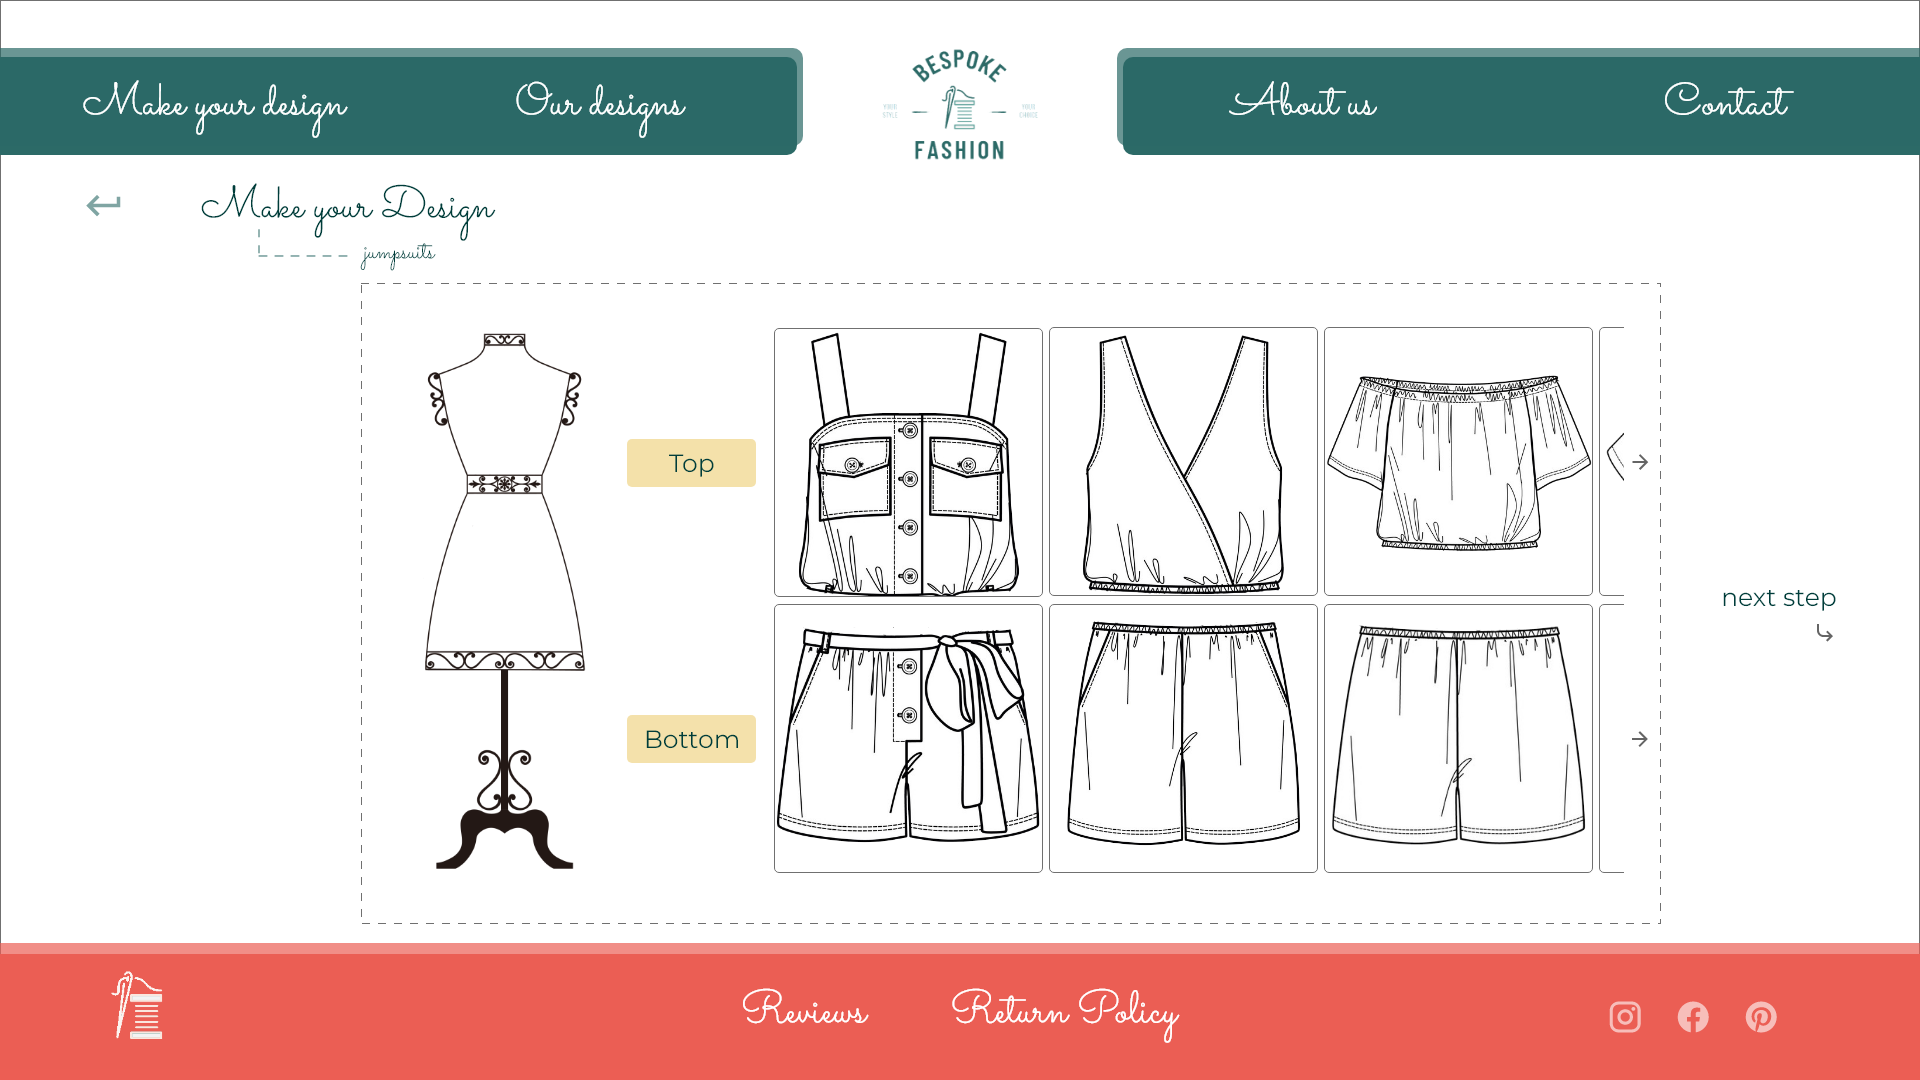 Make your design
Our designs
BESPOKE
YOUR STYLE
YOUR CHOICE
FASHION
About us
Contact
Make your Design
jumpsuits
Top
Bottom
next step
Reviews
Return Policy